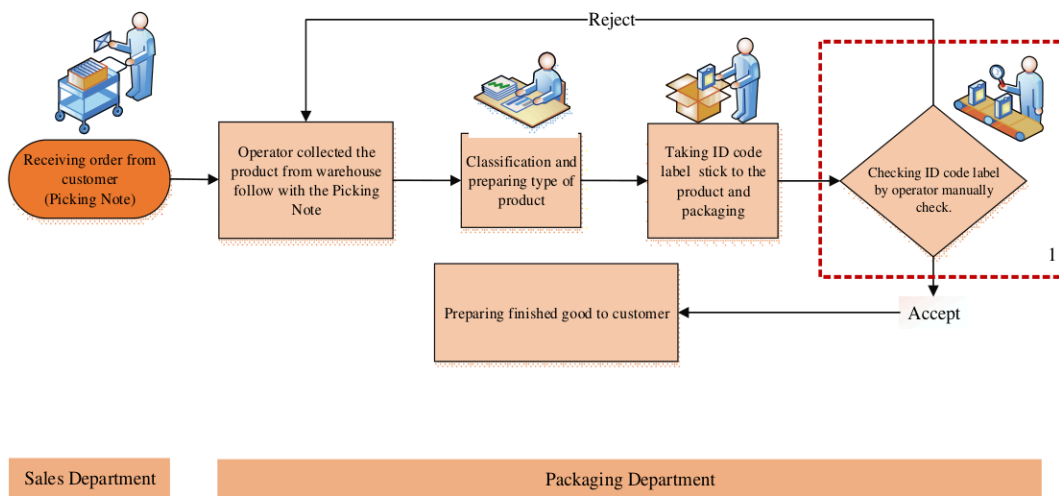 Reject
Receiving order from
customer
(Picking Note)
Operator collected the
product from warehouse
follow with the Picking
Note
Classification and
preparing type of
product
Taking ID code
label stick to the
product and
packaging
Checking ID code label
by operator manually
check.
1
Accept
Preparing finished good to customer
Sales Department
Packaging Department